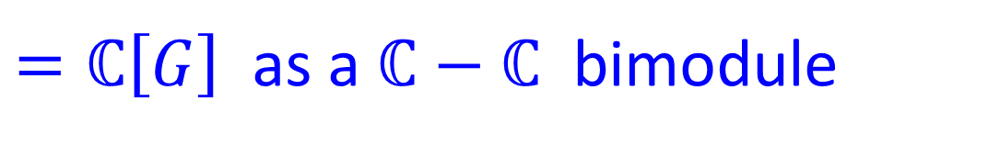 = ℂ[𝐺] as a ℂ − ℂ bimodule